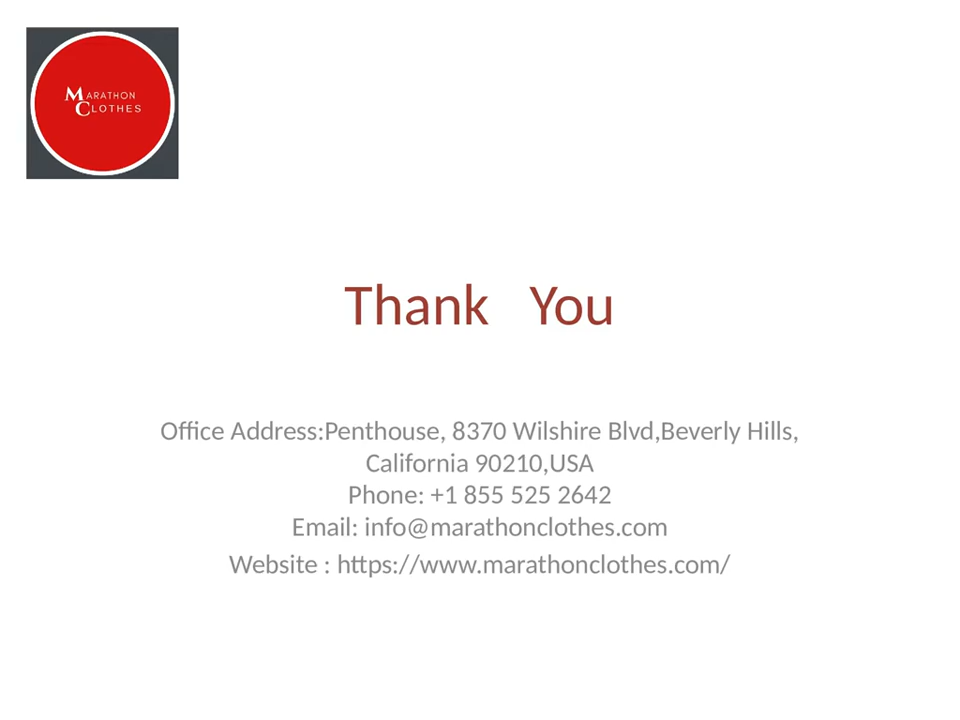 MARATHON
CLOTHES
Thank You
Office Address:Penthouse, 8370 Wilshire Blvd,Beverly Hills,
California 90210,USA
Phone: +1 855 525 2642
Email: info@marathonclothes.com
Website : https://www.marathonclothes.com/